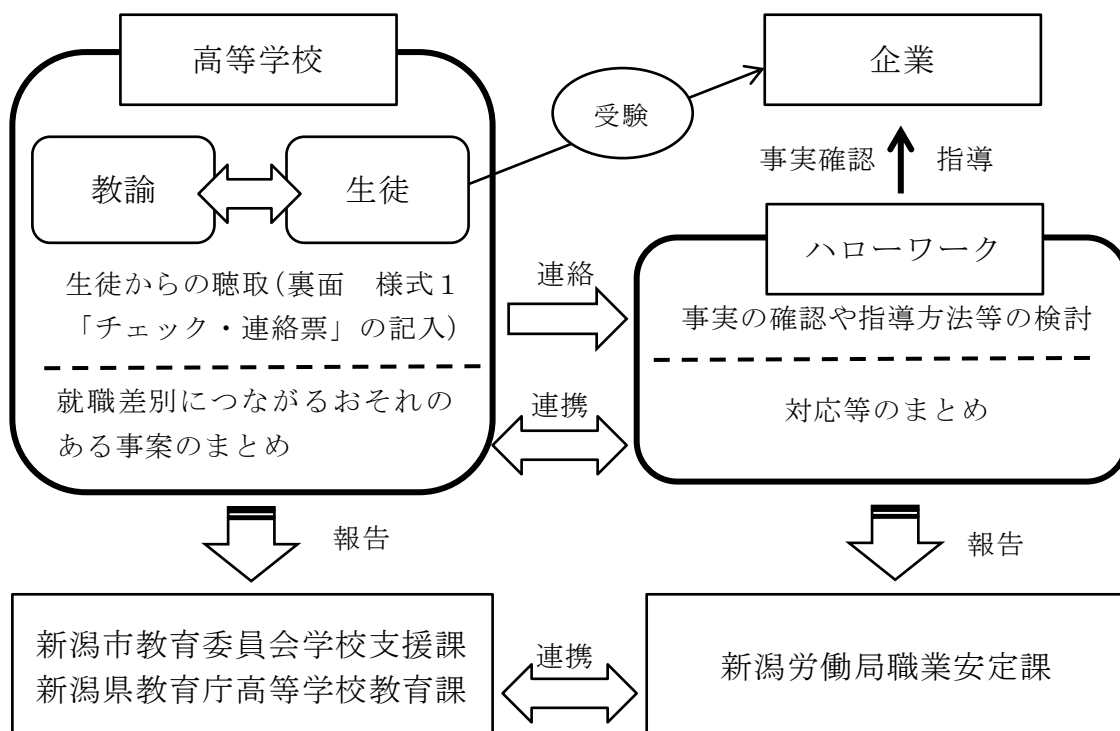 高等学校
企業
受験
事実確認 指導
教諭
生徒
ハローワーク
生徒からの聴取(裏面 様式1
「チェック・連絡票」の記入)
連絡
事実の確認や指導方法等の検討
就職差別につながるおそれの
ある事案のまとめ
連携
対応等のまとめ
報告
報告
新潟市教育委員会学校支援課
新潟県教育庁高等学校教育課
連携
新潟労働局職業安定課